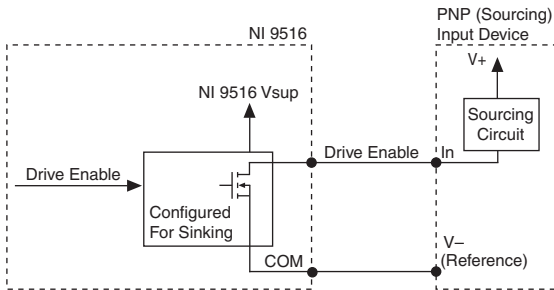 NI 9516
PNP (Sourcing)
Input Device
V+
NI 9516 Vsup
Sourcing
Circuit
Drive Enable
Drive Enable
In
Configured
For Sinking
COM
V–
(Reference)